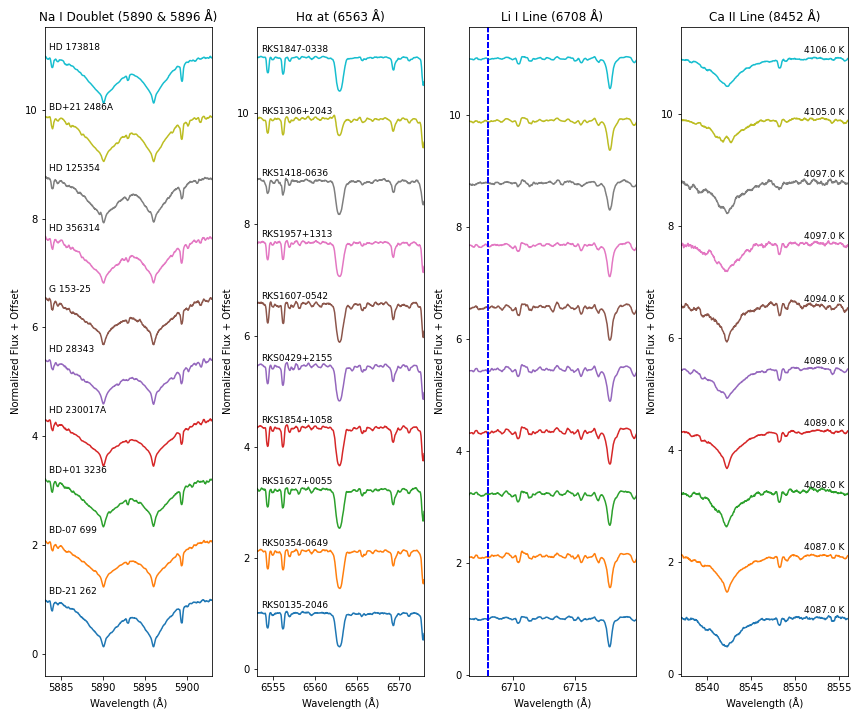 Na I Doublet (5890 & 5896 Å)
Hα at (6563 Å)
Li I Line (6708 Å)
Ca II Line (8452 Å)
HD 173818
BD+21 2486A
HD 125354
HD 356314
G 153-25
HD 28343
HD 230017A
BD+01 3236
BD-07 699
BD-21 262
0
2
4
6
8
10
5885
5890
5895
5900
Wavelength (Å)
Normalized Flux + Offset
RKS1847-0338
RKS1306+2043
RKS1418-0636
RKS1957+1313
RKS1607-0542
RKS0429+2155
RKS1854+1058
RKS1627+0055
RKS0354-0649
RKS0135-2046
0
2
4
6
8
10
6555
6560
6565
6570
Wavelength (Å)
Normalized Flux + Offset
0
2
4
6
8
10
6710
6715
Wavelength (Å)
Normalized Flux + Offset
4106.0 K
4105.0 K
4097.0 K
4097.0 K
4094.0 K
4089.0 K
4089.0 K
4088.0 K
4087.0 K
4087.0 K
0
2
4
6
8
10
8540
8545
8550
8555
Wavelength (Å)
Normalized Flux + Offset